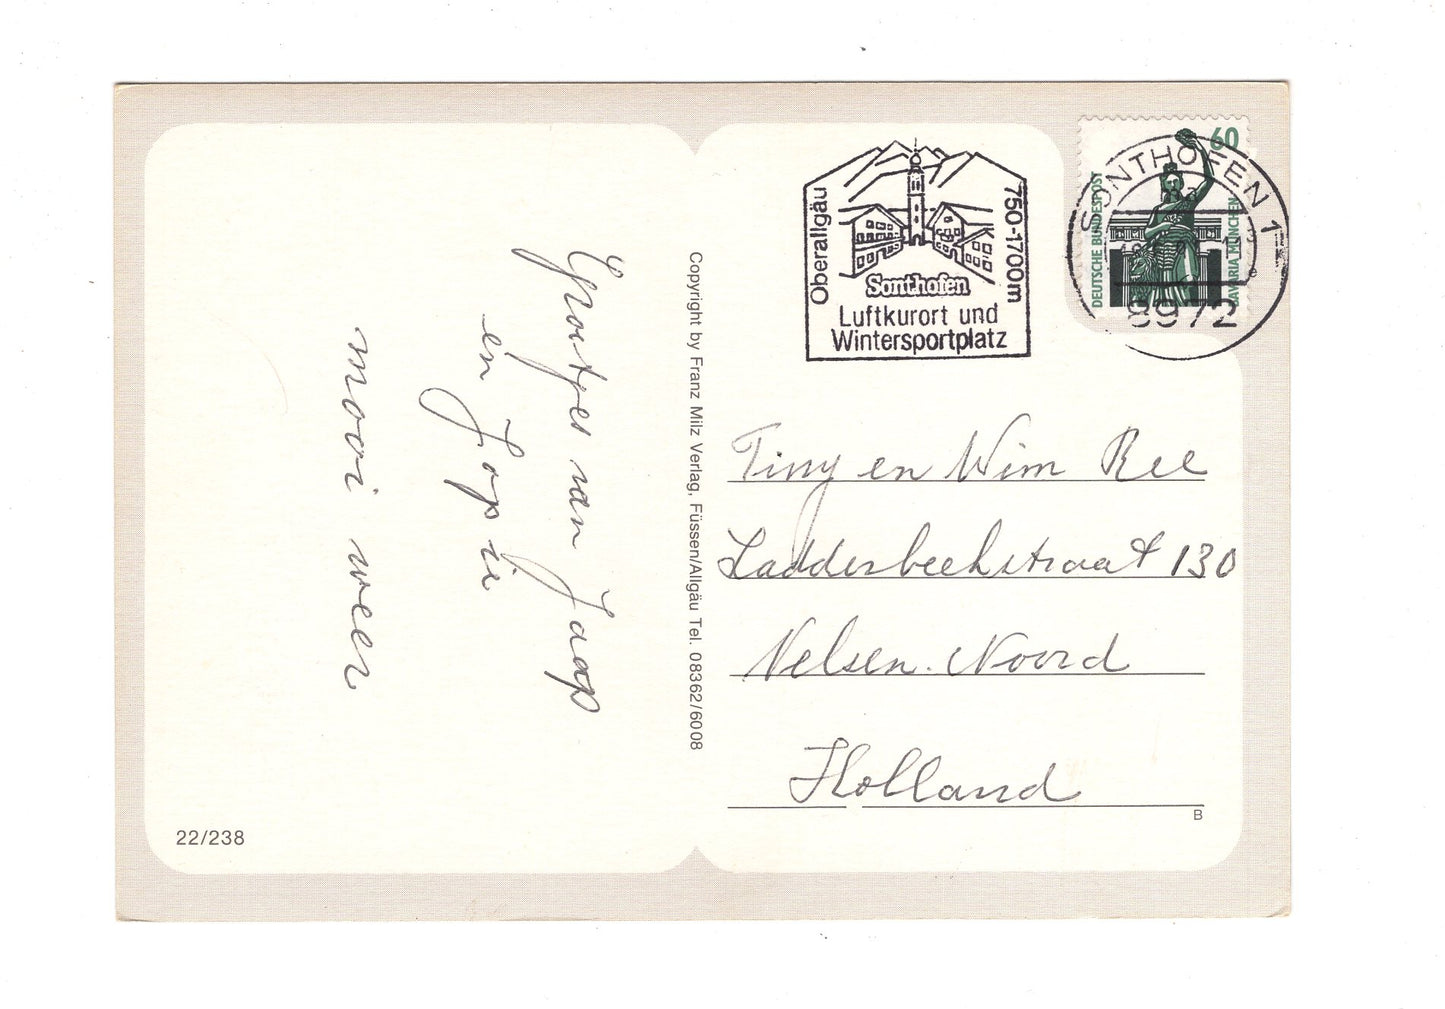 Groetjes van Jaap
en Jopie
mooi weer
22/238
Copyright by Franz Milz Verlag, Füssen/Allgäu Tel. 08362/6008
Oberallgäu
750-1700m
Sonthofen
Luftkurort und
Wintersportplatz
60
DEUTSCHE BUNDESPOST
BAVARIA MÜNCHEN
SONTHOFEN 1
8972
Tiny en Wim Ree
Ladderbeekstraat 130
Velsen-Noord
Holland
B